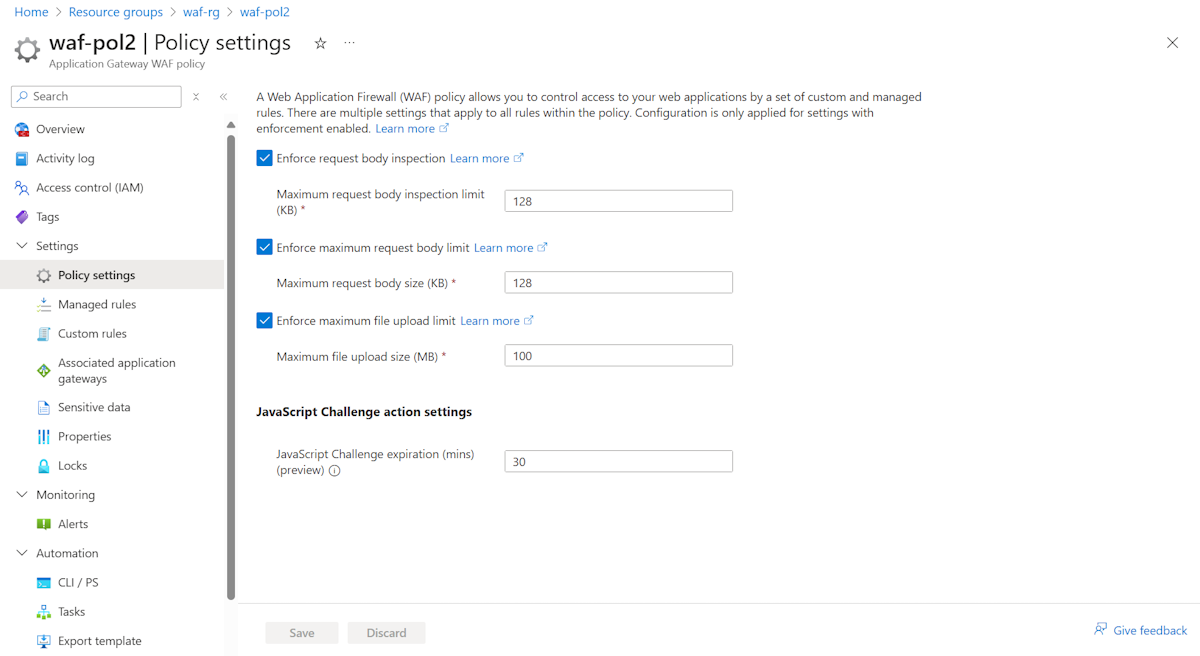 Home > Resource groups > waf-rg > waf-pol2
waf-pol2 | Policy settings
Application Gateway WAF policy
Search
Overview
Activity log
Access control (IAM)
Tags
Settings
Policy settings
Managed rules
Custom rules
Associated application
gateways
Sensitive data
Properties
Locks
Monitoring
Alerts
Automation
CLI / PS
Tasks
Export template
A Web Application Firewall (WAF) policy allows you to control access to your web applications by a set of custom and managed
rules. There are multiple settings that apply to all rules within the policy. Configuration is only applied for settings with
enforcement enabled. Learn more
Enforce request body inspection Learn more
Maximum request body inspection limit
(KB) *
128
Enforce maximum request body limit Learn more
Maximum request body size (KB) *
128
Enforce maximum file upload limit Learn more
Maximum file upload size (MB) *
100
JavaScript Challenge action settings
JavaScript Challenge expiration (mins)
(preview)
30
Save
Discard
Give feedback